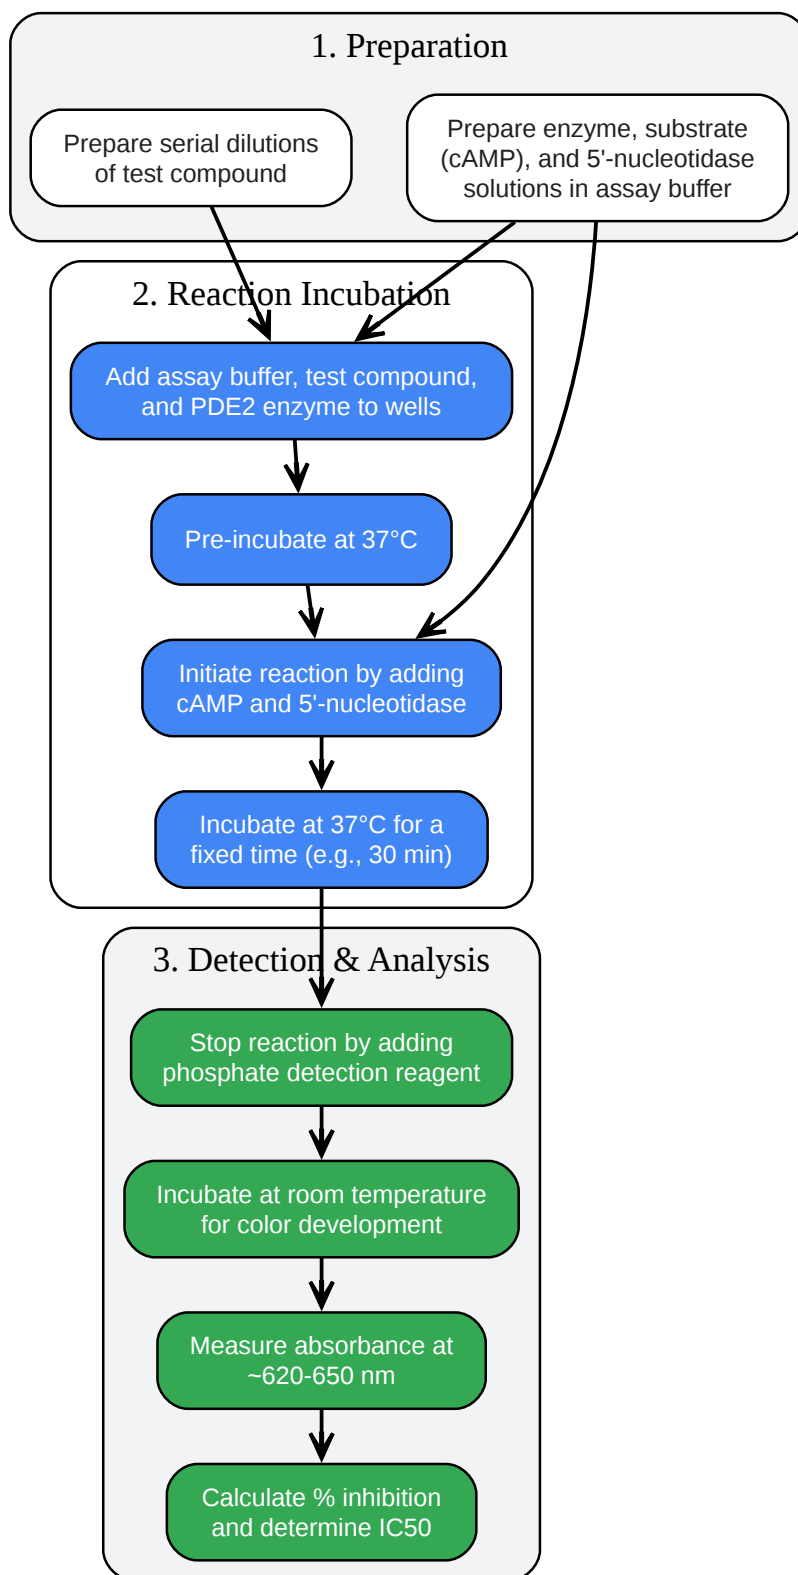 1. Preparation
Prepare serial dilutions
of test compound
Prepare enzyme, substrate
(cAMP), and 5'-nucleotidase
solutions in assay buffer
2. Reaction Incubation
Add assay buffer, test compound,
and PDE2 enzyme to wells
Pre-incubate at 37°C
Initiate reaction by adding
cAMP and 5'-nucleotidase
Incubate at 37°C for a
fixed time (e.g., 30 min)
3. Detection & Analysis
Stop reaction by adding
phosphate detection reagent
Incubate at room temperature
for color development
Measure absorbance at
~620-650 nm
Calculate % inhibition
and determine IC50